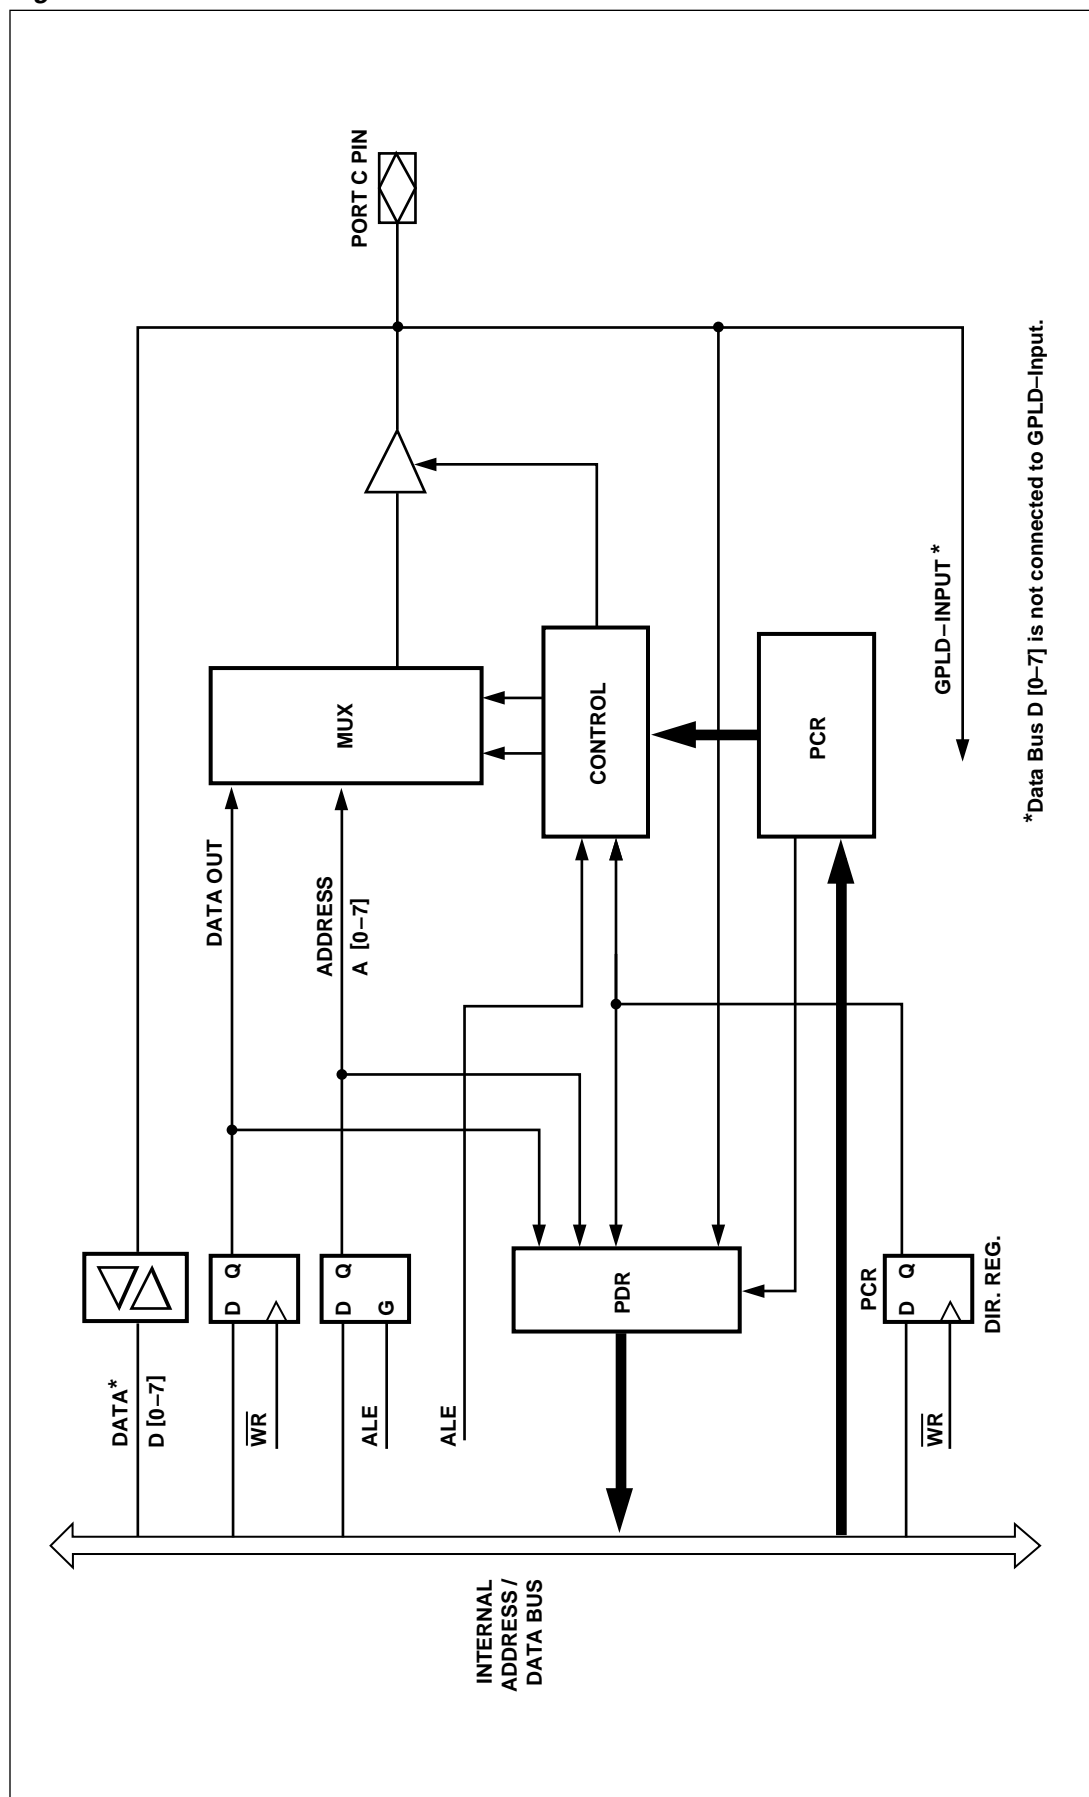 PORT C PIN
DATA OUT
ADDRESS
A [0–7]
MUX
CONTROL
PCR
GPLD–INPUT *
DATA*
D [0–7]
D Q
WR
D Q
G
ALE
ALE
PDR
PCR
D Q
DIR. REG.
WR
INTERNAL
ADDRESS /
DATA BUS
*Data Bus D [0–7] is not connected to GPLD–Input.